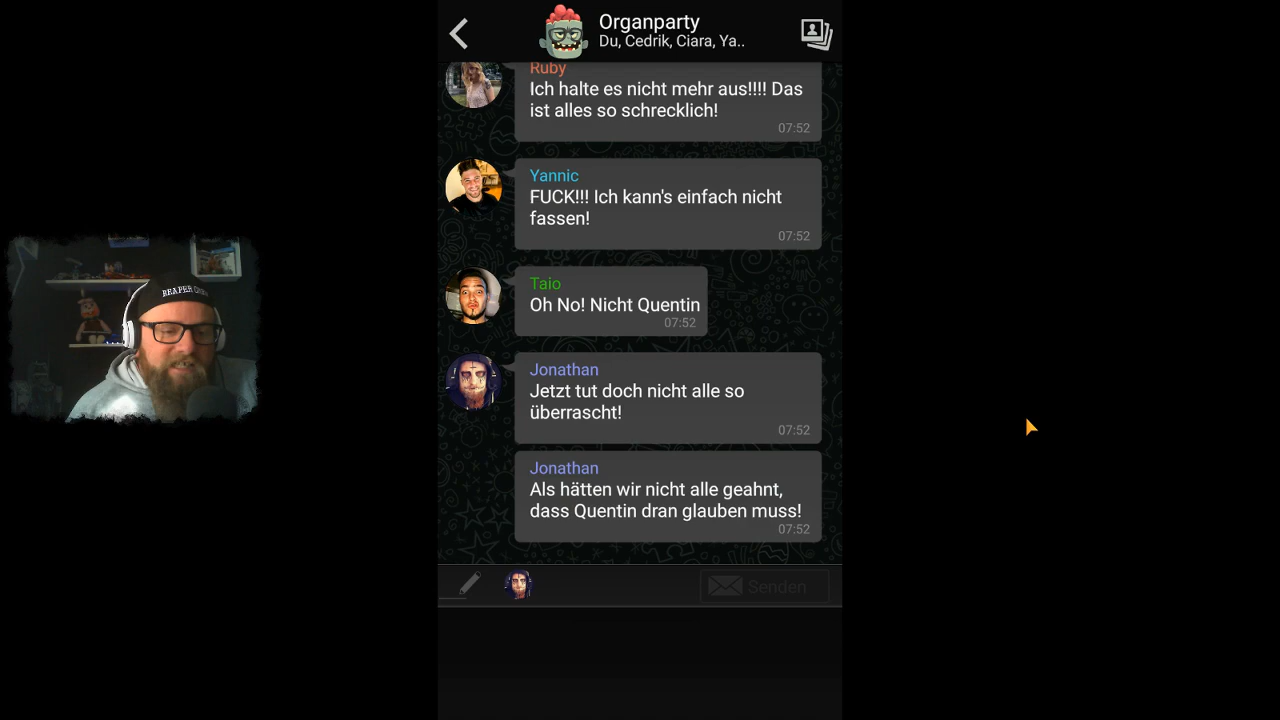 Organparty
Du, Cedrik, Ciara, Ya..
Ruby
Ich halte es nicht mehr aus!!!! Das
ist alles so schrecklich!
07:52
Yannic
FUCK!!! Ich kann's einfach nicht
fassen!
07:52
Taio
Oh No! Nicht Quentin
07:52
Jonathan
Jetzt tut doch nicht alle so
überrascht!
07:52
Jonathan
Als hätten wir nicht alle geahnt,
dass Quentin dran glauben muss!
07:52
Senden
REAPER